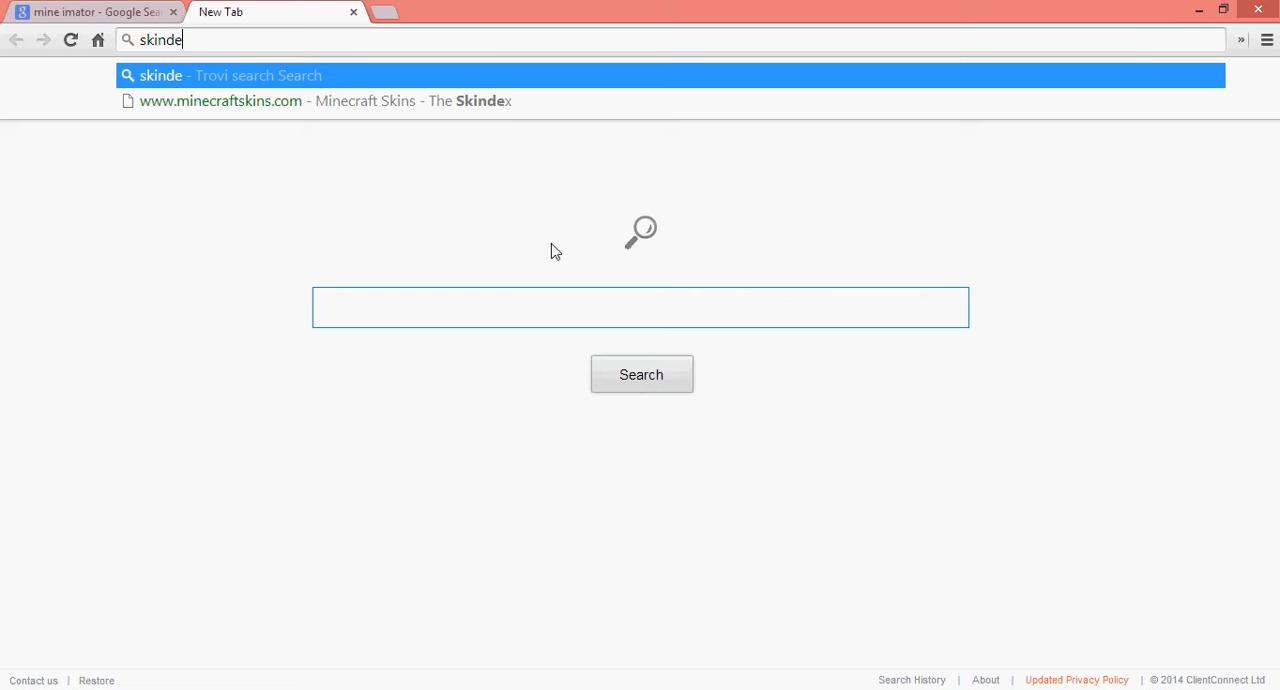 mine imator - Google Sea
New Tab
skinde
skinde - Trovi search Search
www.minecraftskins.com - Minecraft Skins - The Skindex
Search
Contact us | Restore
Search History | About | Updated Privacy Policy | © 2014 ClientConnect Ltd